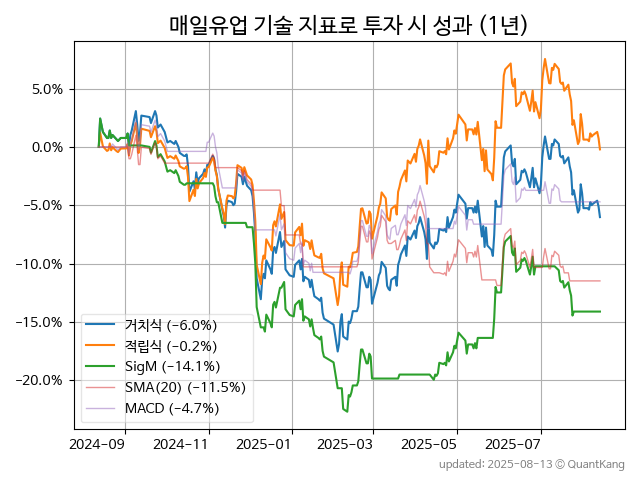 매일유업 기술 지표로 투자 시 성과 (1년)
5.0%
0.0%
−5.0%
−10.0%
−15.0%
−20.0%
거치식 (−6.0%)
적립식 (−0.2%)
SigM (−14.1%)
SMA(20) (−11.5%)
MACD (−4.7%)
2024-09 2024-11 2025-01 2025-03 2025-05 2025-07
updated: 2025-08-13 © QuantKang